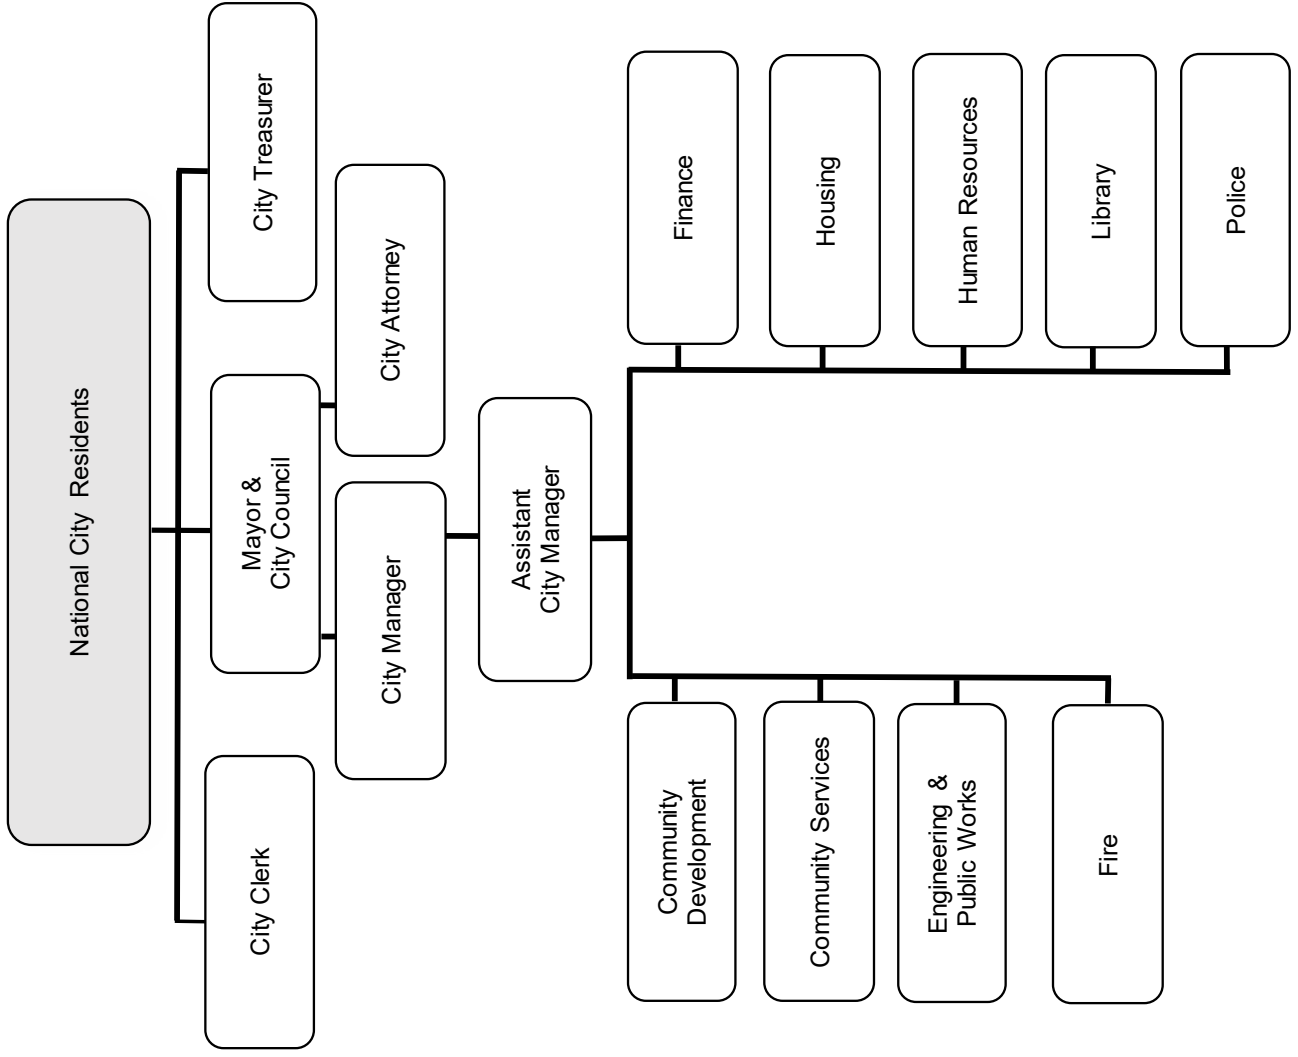 National City Residents
City Clerk
Mayor &
City Council
City Treasurer
City Manager
City Attorney
Assistant
City Manager
Community
Development
Community Services
Engineering &
Public Works
Fire
Finance
Housing
Human Resources
Library
Police